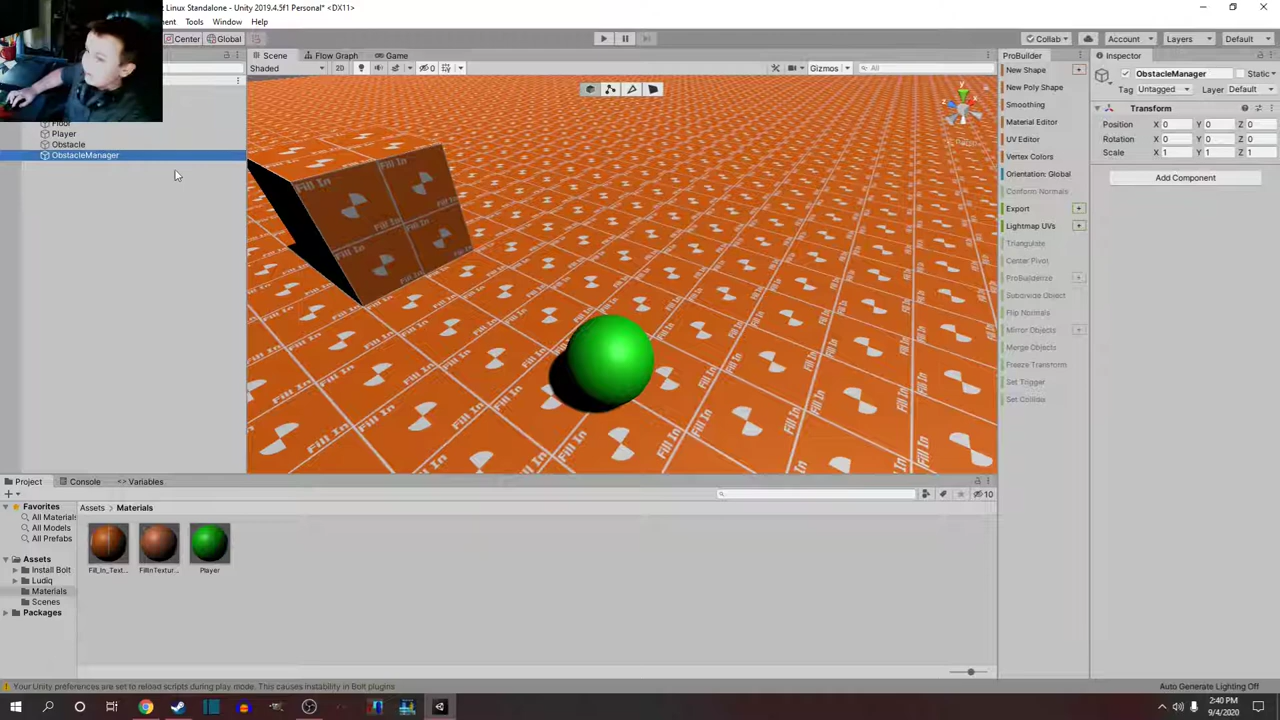 Linux Standalone - Unity 2019.4.5f1 Personal* <DX11>
Tools Window Help
Center Global
Collab Account Layers Default
Scene Flow Graph Game
Shaded 2D 0 Gizmos All
Player
Obstacle
ObstacleManager
ProBuilder
New Shape
New Poly Shape
Smoothing
Material Editor
UV Editor
Vertex Colors
Orientation: Global
Conform Normals
Export
Lightmap UVs
Triangulate
Center Pivot
ProBuilderize
Subdivide Object
Flip Normals
Mirror Objects
Merge Objects
Freeze Transform
Set Trigger
Set Collider
Inspector
ObstacleManager Static
Tag Untagged Layer Default
Transform
Position X 0 Y 0 Z 0
Rotation X 0 Y 0 Z 0
Scale X 1 Y 1 Z 1
Add Component
Fill In
Project Console Variables
10
Favorites
All Materials
All Models
All Prefabs
Assets
Install Bolt
Ludiq
Materials
Scenes
Packages
Assets > Materials
Fill_In_Text... FillInTextur... Player
Your Unity preferences are set to reload scripts during play mode. This causes instability in Bolt plugins
Auto Generate Lighting Off
2:40 PM
9/4/2020